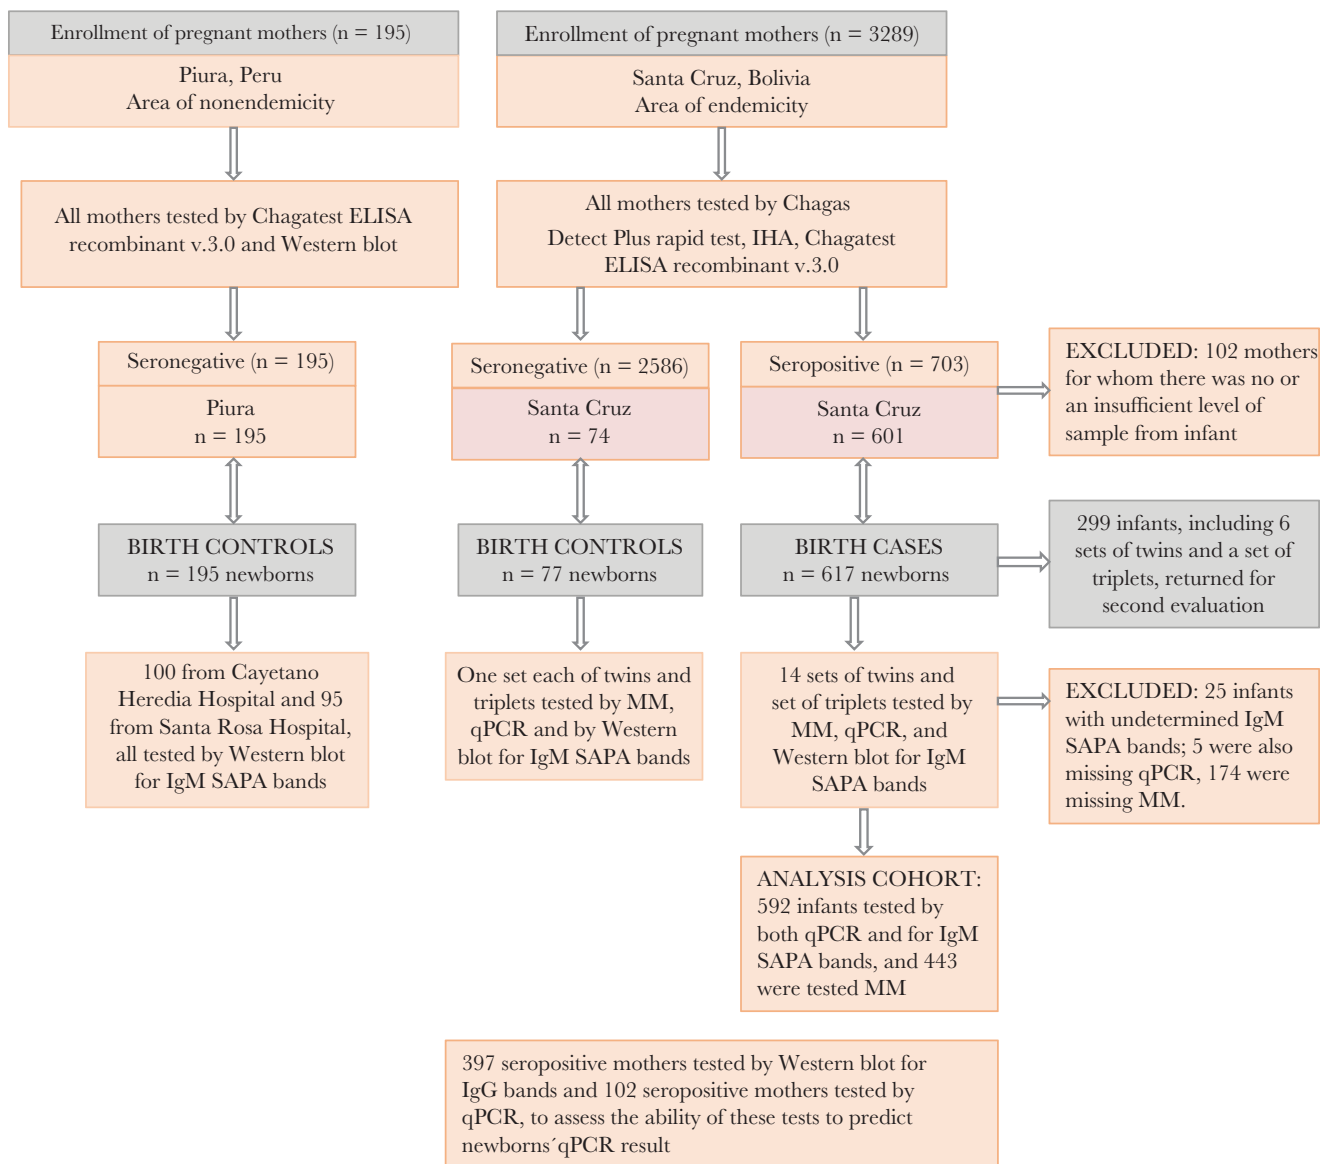 Enrollment of pregnant mothers (n = 195)
Piura, Peru
Area of nonendemicity
All mothers tested by Chagatest ELISA
recombinant v.3.0 and Western blot
Seronegative (n = 195)
Piura
n = 195
BIRTH CONTROLS
n = 195 newborns
100 from Cayetano
Heredia Hospital and 95
from Santa Rosa Hospital,
all tested by Western blot
for IgM SAPA bands
Enrollment of pregnant mothers (n = 3289)
Santa Cruz, Bolivia
Area of endemicity
All mothers tested by Chagas
Detect Plus rapid test, IHA, Chagatest
ELISA recombinant v.3.0
Seronegative (n = 2586)
Santa Cruz
n = 74
BIRTH CONTROLS
n = 77 newborns
One set each of twins and
triplets tested by MM,
qPCR and by Western
blot for IgM SAPA bands
Seropositive (n = 703)
Santa Cruz
n = 601
EXCLUDED: 102 mothers
for whom there was no or
an insufficient level of
sample from infant
BIRTH CASES
n = 617 newborns
299 infants, including 6
sets of twins and a set of
triplets, returned for
second evaluation
14 sets of twins and
set of triplets tested by
MM, qPCR, and
Western blot for IgM
SAPA bands
EXCLUDED: 25 infants
with undetermined IgM
SAPA bands; 5 were also
missing qPCR, 174 were
missing MM.
ANALYSIS COHORT:
592 infants tested by
both qPCR and for IgM
SAPA bands, and 443
were tested MM
397 seropositive mothers tested by Western blot for
IgG bands and 102 seropositive mothers tested by
qPCR, to assess the ability of these tests to predict
newborns´qPCR result